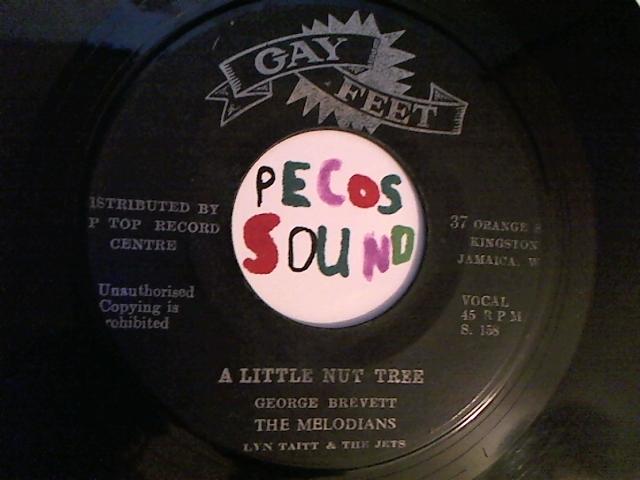 GAY
FEET
PECOS
SOUND
ISTRIBUTED BY
P TOP RECORD
CENTRE
Unauthorised
Copying is
rohibited
37 ORANGE S
KINGSTON
JAMAICA. W
VOCAL
45 R P M
S. 158
A LITTLE NUT TREE
GEORGE BREVETT
THE MELODIANS
LYN TAITT & THE JETS